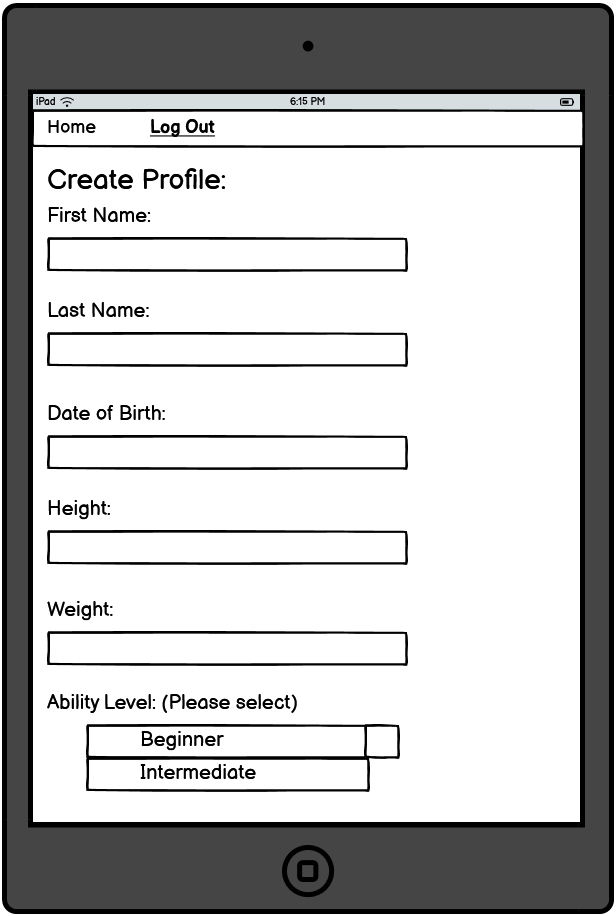 iPad 6:15 PM
Home Log Out
Create Profile:
First Name:
Last Name:
Date of Birth:
Height:
Weight:
Ability Level: (Please select)
Beginner
Intermediate